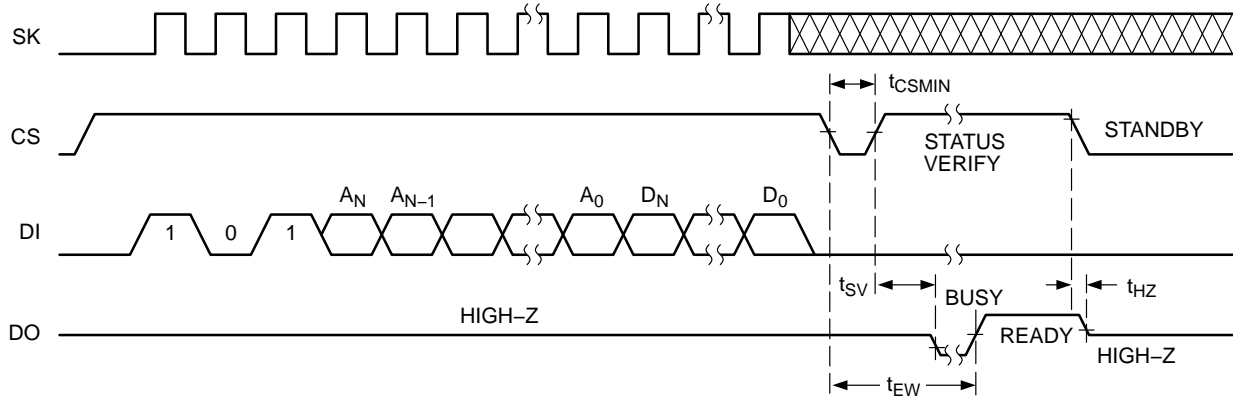 SK
tCSMIN
CS
STANDBY
STATUS
VERIFY
AN
AN–1
A0
DN
D0
DI
1
0
1
tSV
BUSY
tHZ
HIGH–Z
DO
READY
HIGH–Z
tEW